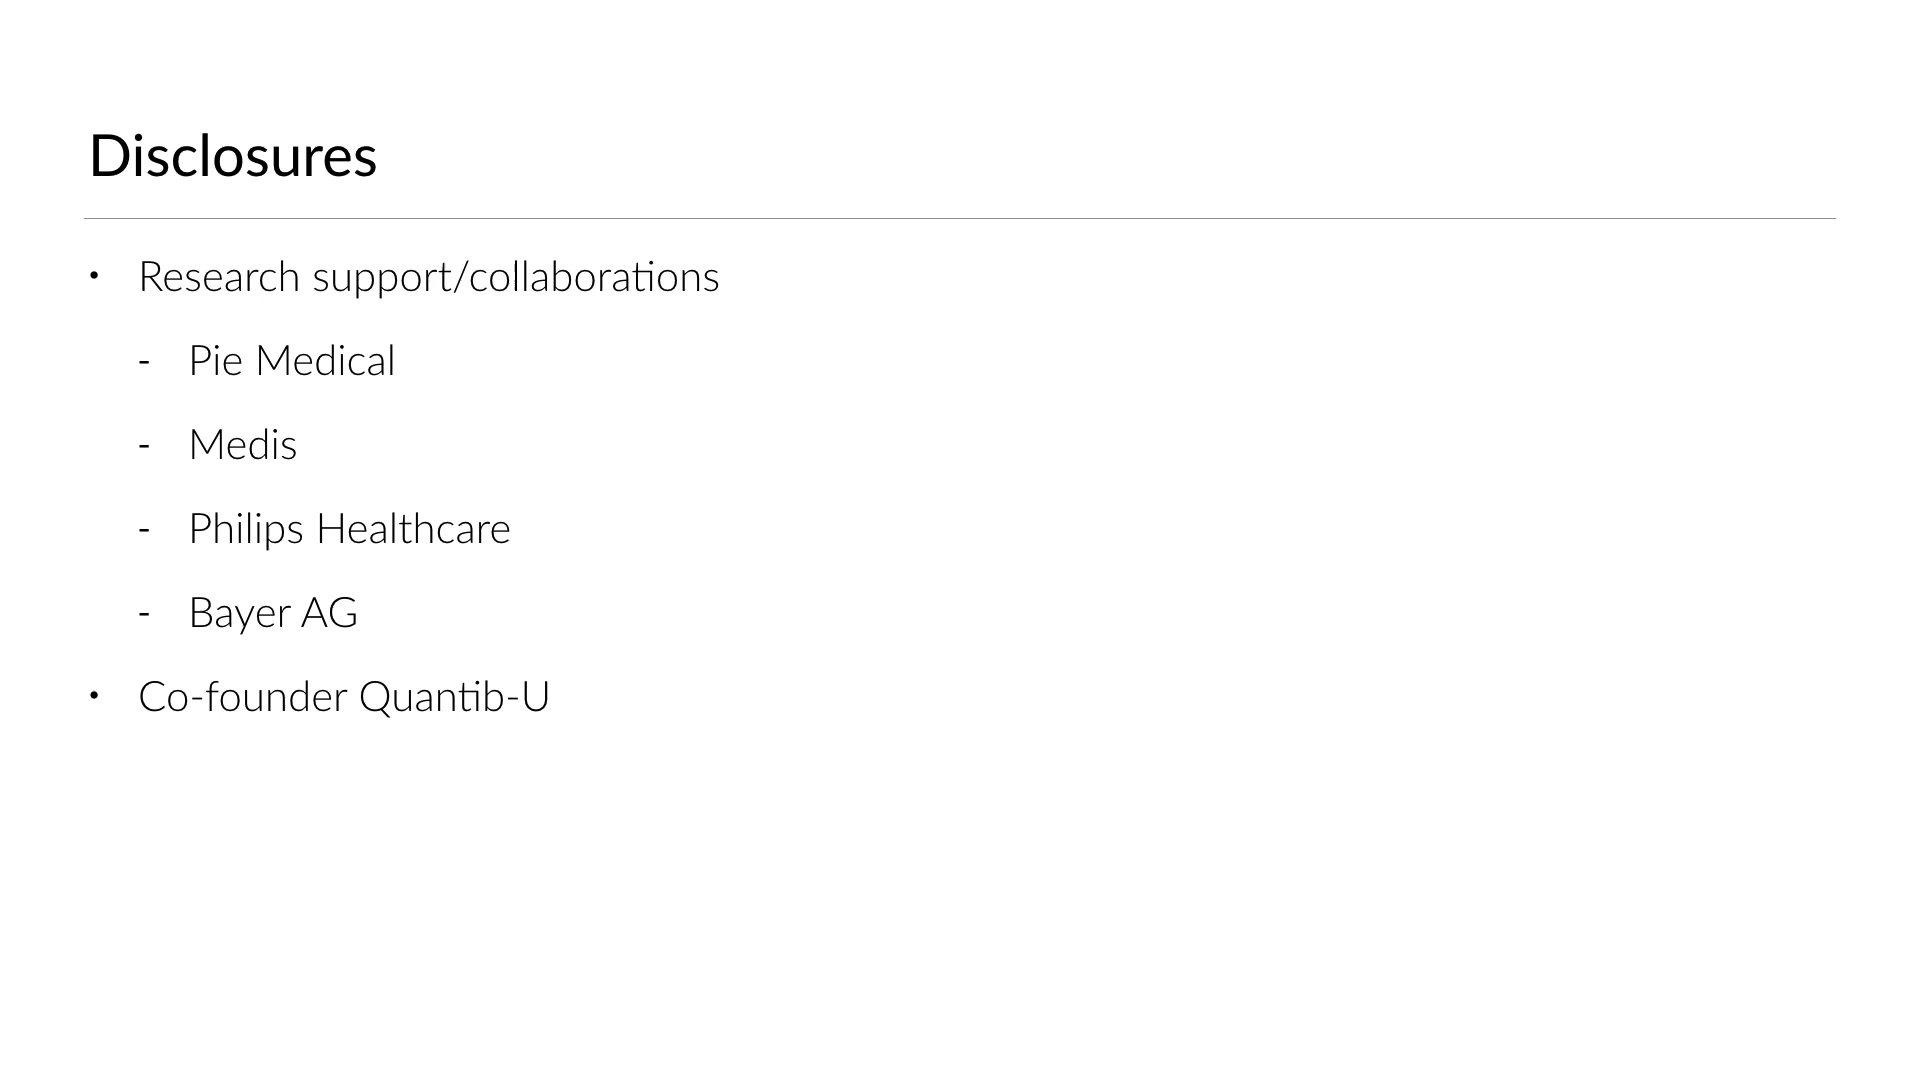 Disclosures
• Research support/collaborations
- Pie Medical
- Medis
- Philips Healthcare
- Bayer AG
• Co-founder Quantib-U